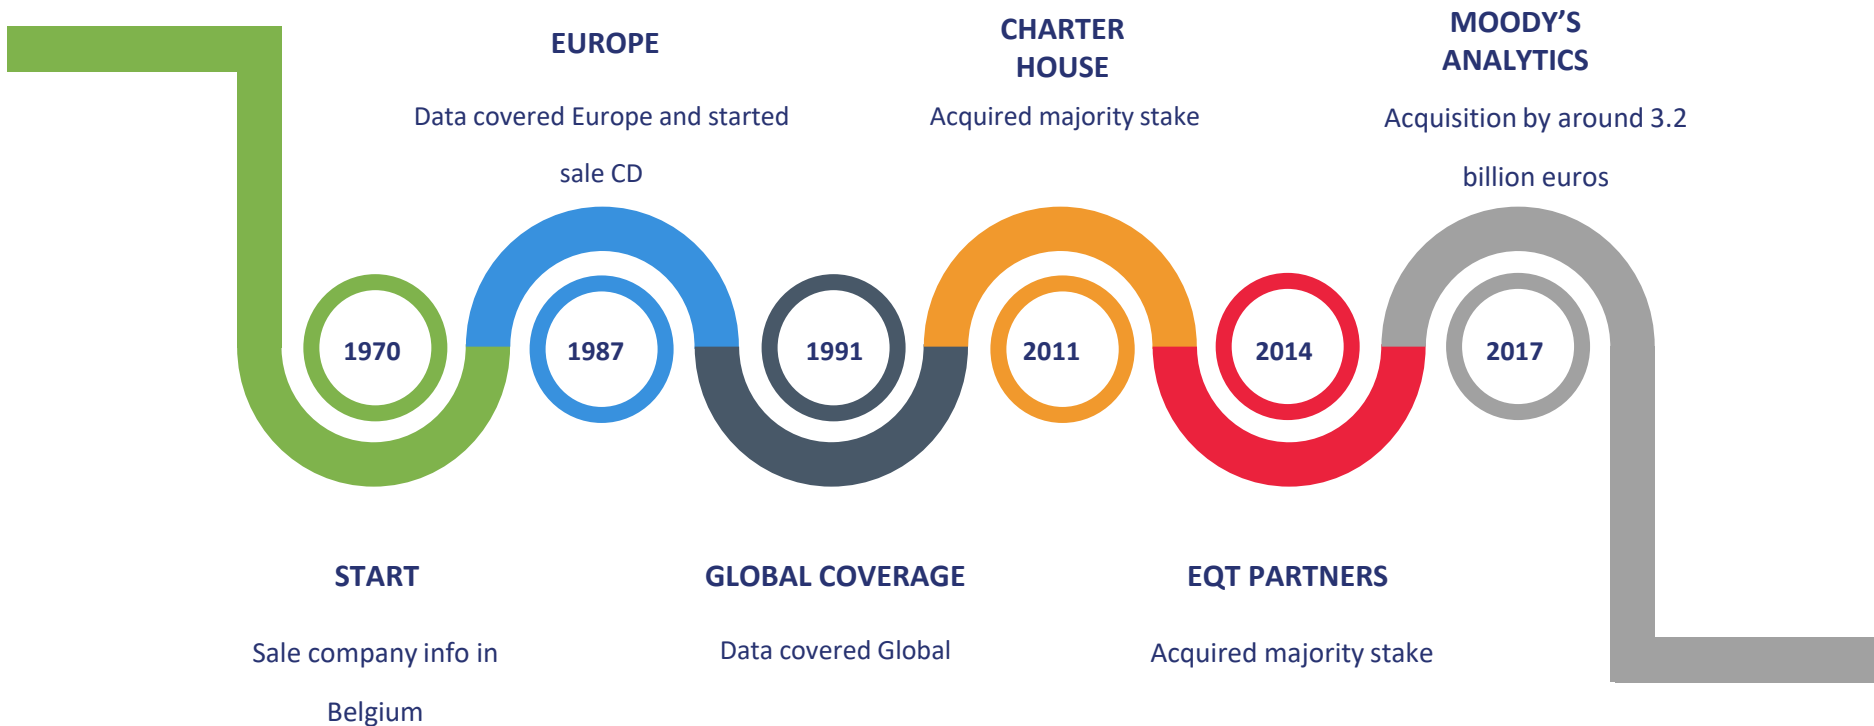 EUROPE
Data covered Europe and started
sale CD
CHARTER
HOUSE
Acquired majority stake
MOODY’S
ANALYTICS
Acquisition by around 3.2
billion euros
1970
1987
1991
2011
2014
2017
START
Sale company info in
Belgium
GLOBAL COVERAGE
Data covered Global
EQT PARTNERS
Acquired majority stake